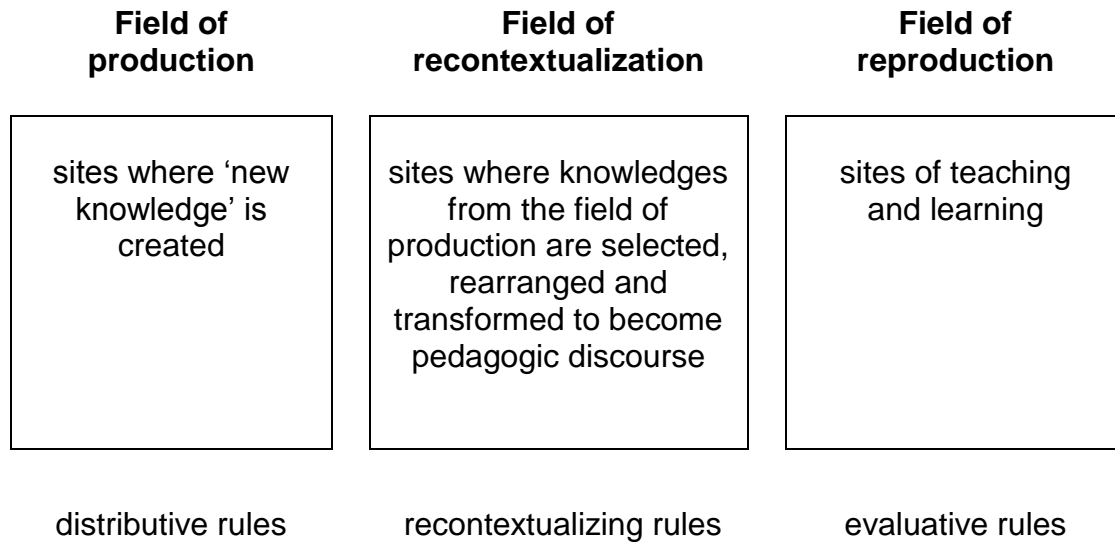 Field of
production
Field of
recontextualization
Field of
reproduction
sites where ‘new
knowledge’ is
created
sites where knowledges
from the field of
production are selected,
rearranged and
transformed to become
pedagogic discourse
sites of teaching
and learning
distributive rules
recontextualizing rules
evaluative rules